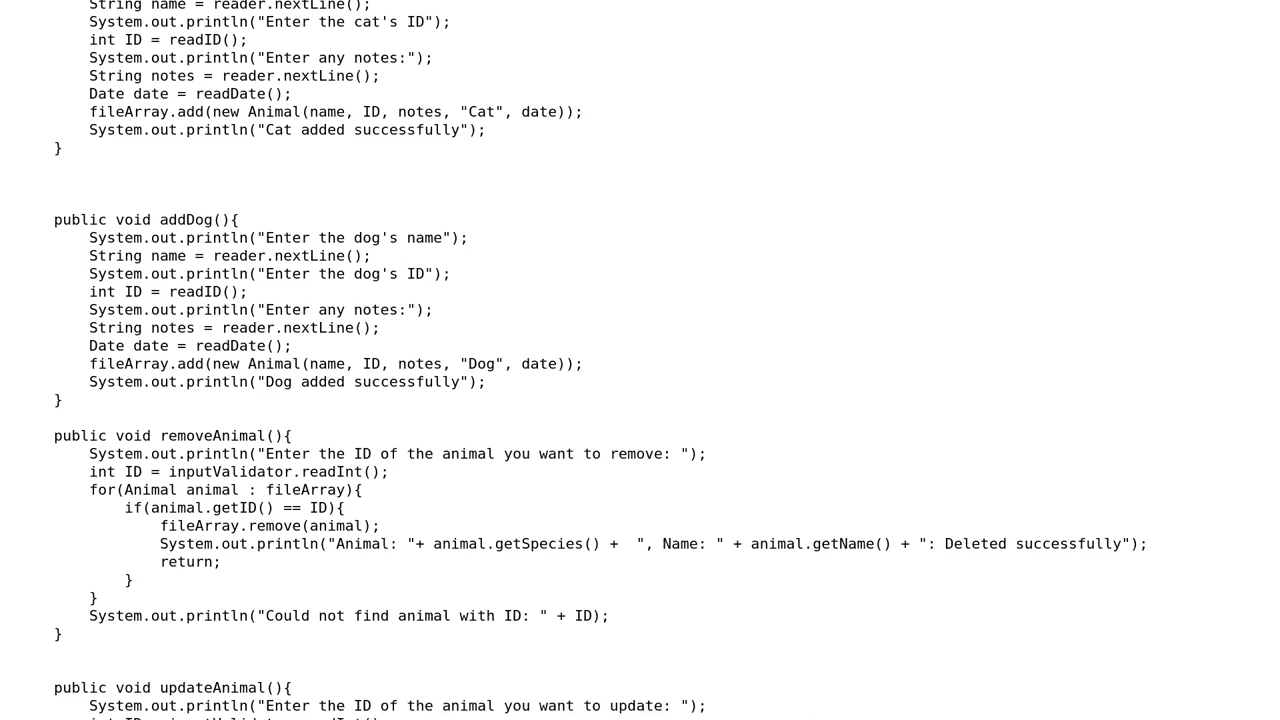 String name = reader.nextLine();
System.out.println("Enter the cat's ID");
int ID = readID();
System.out.println("Enter any notes:");
String notes = reader.nextLine();
Date date = readDate();
fileArray.add(new Animal(name, ID, notes, "Cat", date));
System.out.println("Cat added successfully");
}
public void addDog(){
System.out.println("Enter the dog's name");
String name = reader.nextLine();
System.out.println("Enter the dog's ID");
int ID = readID();
System.out.println("Enter any notes:");
String notes = reader.nextLine();
Date date = readDate();
fileArray.add(new Animal(name, ID, notes, "Dog", date));
System.out.println("Dog added successfully");
}
public void removeAnimal(){
System.out.println("Enter the ID of the animal you want to remove: ");
int ID = inputValidator.readInt();
for(Animal animal : fileArray){
if(animal.getID() == ID){
fileArray.remove(animal);
System.out.println("Animal: "+ animal.getSpecies() +  ", Name: " + animal.getName() + ": Deleted successfully");
return;
}
}
System.out.println("Could not find animal with ID: " + ID);
}
public void updateAnimal(){
System.out.println("Enter the ID of the animal you want to update: ");